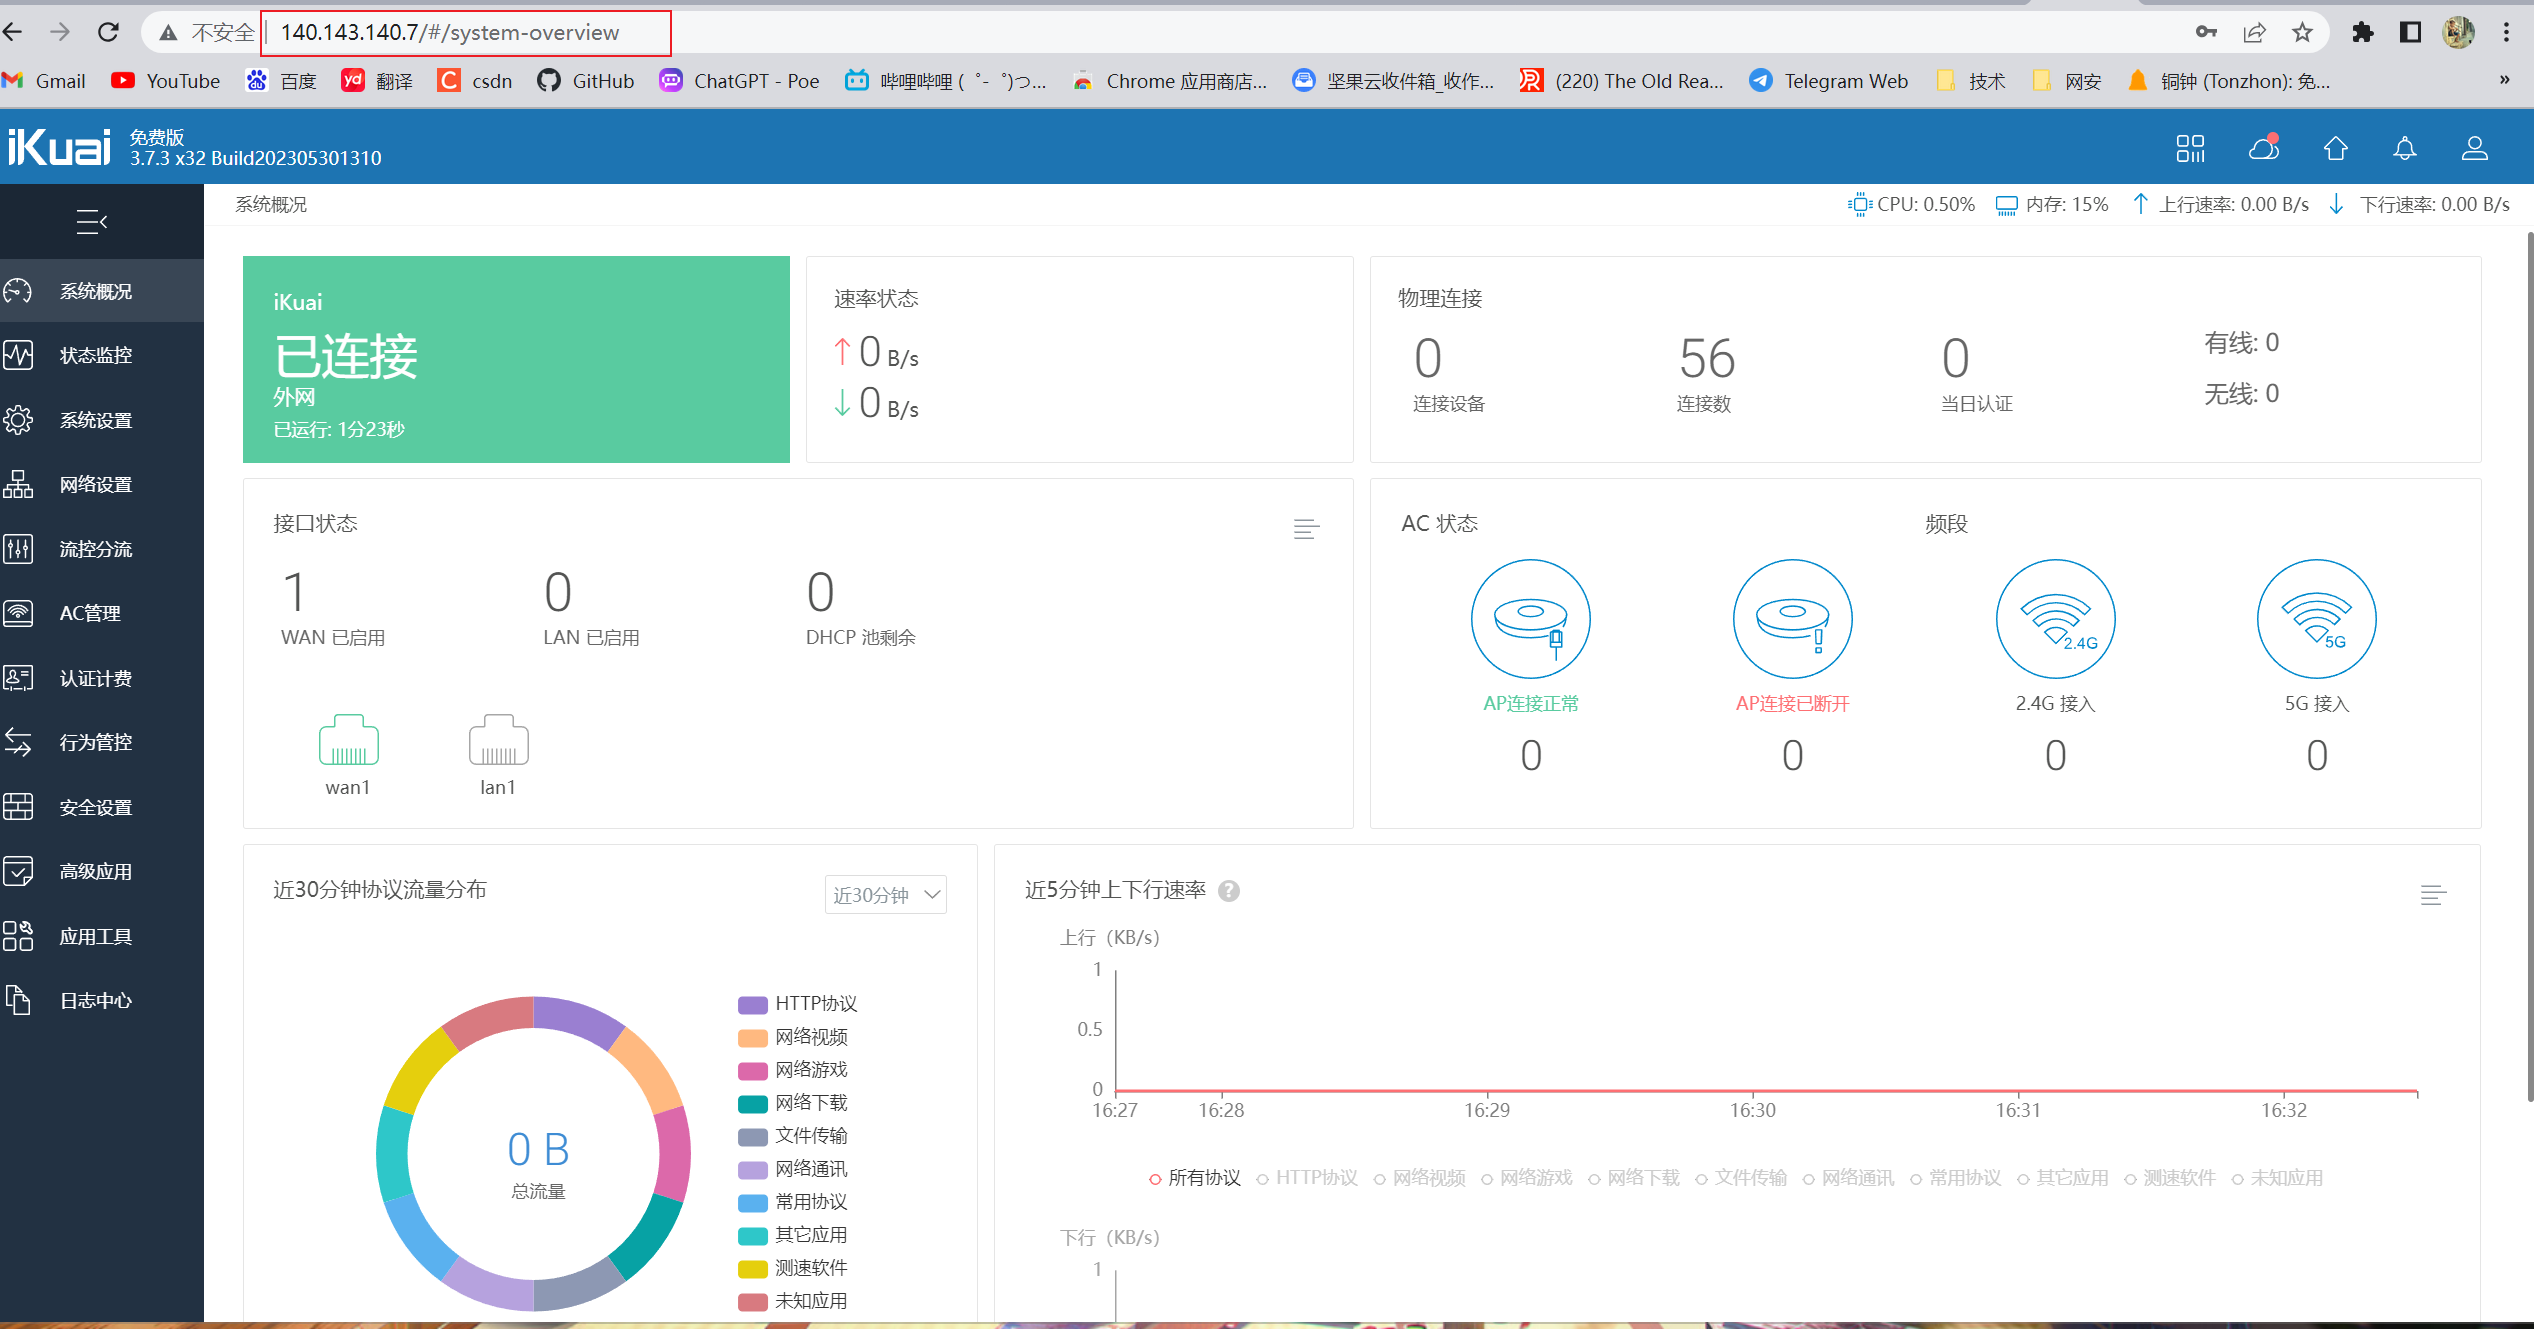 不安全 140.143.140.7/#/system-overview
Gmail YouTube 百度 翻译 csdn GitHub ChatGPT - Poe 哔哩哔哩 ( ゜- ゜)つ... Chrome 应用商店... 坚果云收件箱_收作... (220) The Old Rea... Telegram Web 技术 网安 铜钟 (Tonzhon): 免... »
iKuai 免费版
3.7.3 x32 Build202305301310
系统概况 CPU: 0.50% 内存: 15% 上行速率: 0.00 B/s 下行速率: 0.00 B/s
系统概况
状态监控
系统设置
网络设置
流控分流
AC管理
认证计费
行为管控
安全设置
高级应用
应用工具
日志中心
iKuai
已连接
外网
已运行: 1分23秒
速率状态
0 B/s
0 B/s
物理连接
0 56 0
连接设备 连接数 当日认证
有线: 0
无线: 0
接口状态
1 0 0
WAN 已启用 LAN 已启用 DHCP 池剩余
wan1 lan1
AC 状态 频段
2.4G 5G
AP连接正常 AP连接已断开 2.4G 接入 5G 接入
0 0 0 0
近30分钟协议流量分布 近30分钟
0 B
总流量
HTTP协议
网络视频
网络游戏
网络下载
文件传输
网络通讯
常用协议
其它应用
测速软件
未知应用
近5分钟上下行速率 ?
上行（KB/s）
1
0.5
0
16:27 16:28 16:29 16:30 16:31 16:32
所有协议 HTTP协议 网络视频 网络游戏 网络下载 文件传输 网络通讯 常用协议 其它应用 测速软件 未知应用
下行（KB/s）
1